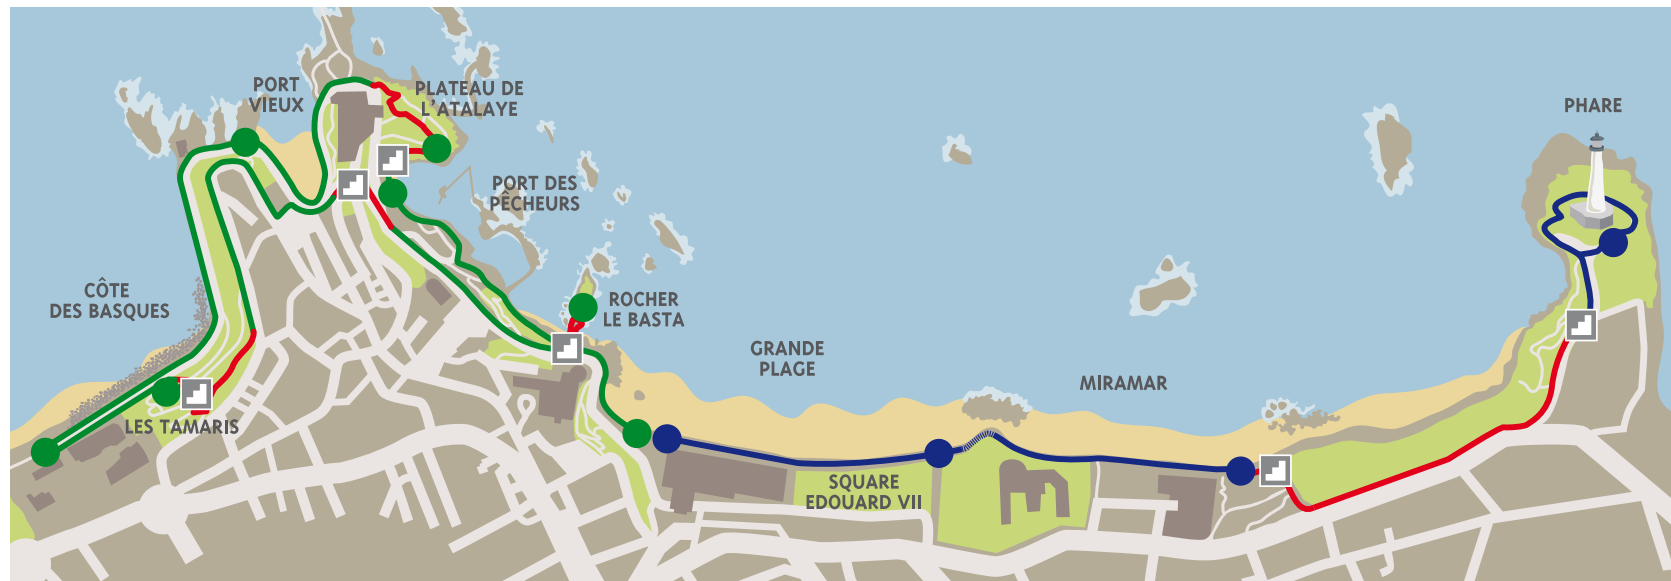 PORT
VIEUX
PLATEAU DE
L'ATALAYE
PHARE
PORT DES
PÊCHEURS
CÔTE
DES BASQUES
ROCHER
LE BASTA
GRANDE
PLAGE
MIRAMAR
LES TAMARIS
SQUARE
EDOUARD VII